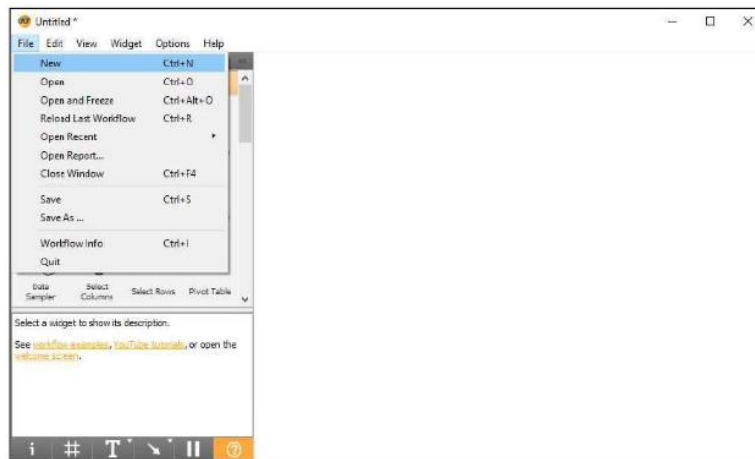 Untitled *
File Edit View Widget Options Help
New Ctrl+N
Open Ctrl+O
Open and Freeze Ctrl+Alt+O
Reload Last Workflow Ctrl+R
Open Recent
Open Report...
Close Window Ctrl+F4
Save Ctrl+S
Save As ...
Workflow Info Ctrl+I
Quit
Data Sampler Select Columns Select Rows Pivot Table
Select a widget to show its description.
See workflow examples, YouTube tutorials, or open the
welcome screen.
i # T ?